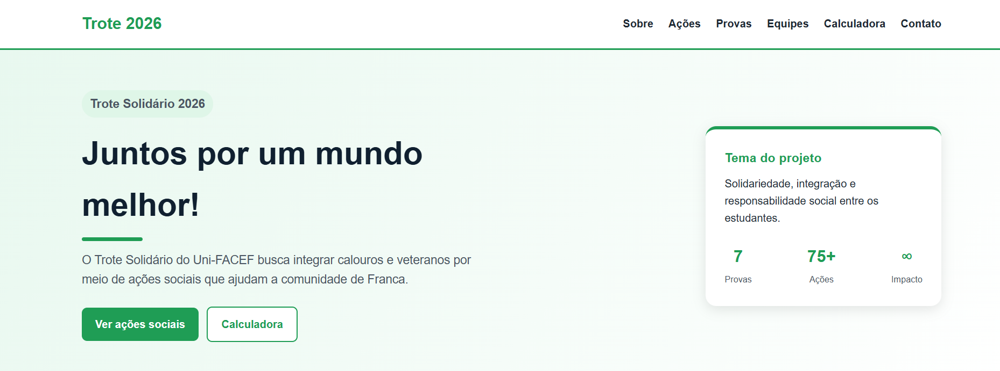 Trote 2026
Sobre Ações Provas Equipes Calculadora Contato
Trote Solidário 2026
Juntos por um mundo
melhor!
O Trote Solidário do Uni-FACEF busca integrar calouros e veteranos por
meio de ações sociais que ajudam a comunidade de Franca.
Ver ações sociais
Calculadora
Tema do projeto
Solidariedade, integração e
responsabilidade social entre os
estudantes.
7 75+ ∞
Provas Ações Impacto